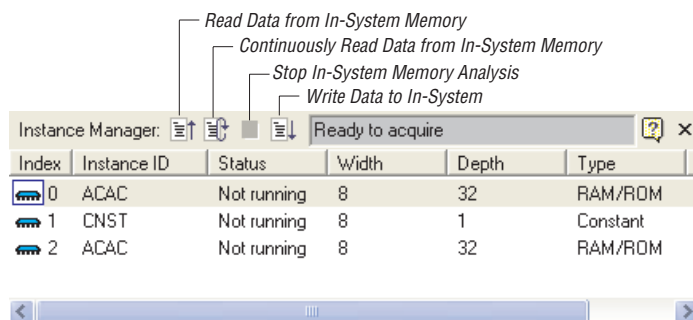 Read Data from In-System Memory
Continuously Read Data from In-System Memory
Stop In-System Memory Analysis
Write Data to In-System
Instance Manager: Ready to acquire
Index Instance ID Status Width Depth Type
0 ACAC Not running 8 32 RAM/ROM
1 CNST Not running 8 1 Constant
2 ACAC Not running 8 32 RAM/ROM